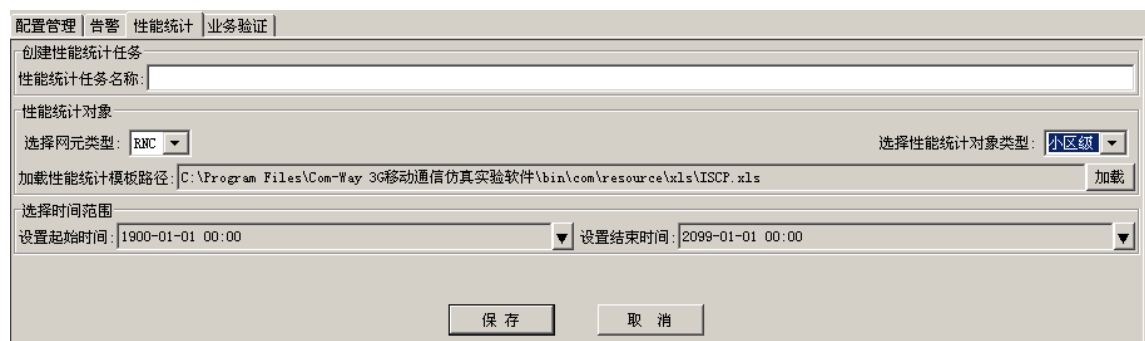 配置管理 告警 性能统计 业务验证
创建性能统计任务
性能统计任务名称:
性能统计对象
选择网元类型: RNC 选择性能统计对象类型: 小区级
加载性能统计模板路径: C:\Program Files\Com-Way 3G移动通信仿真实验软件\bin\com\resource\xls\ISCP.xls 加载
选择时间范围
设置起始时间: 1900-01-01 00:00 设置结束时间: 2099-01-01 00:00
保存 取消